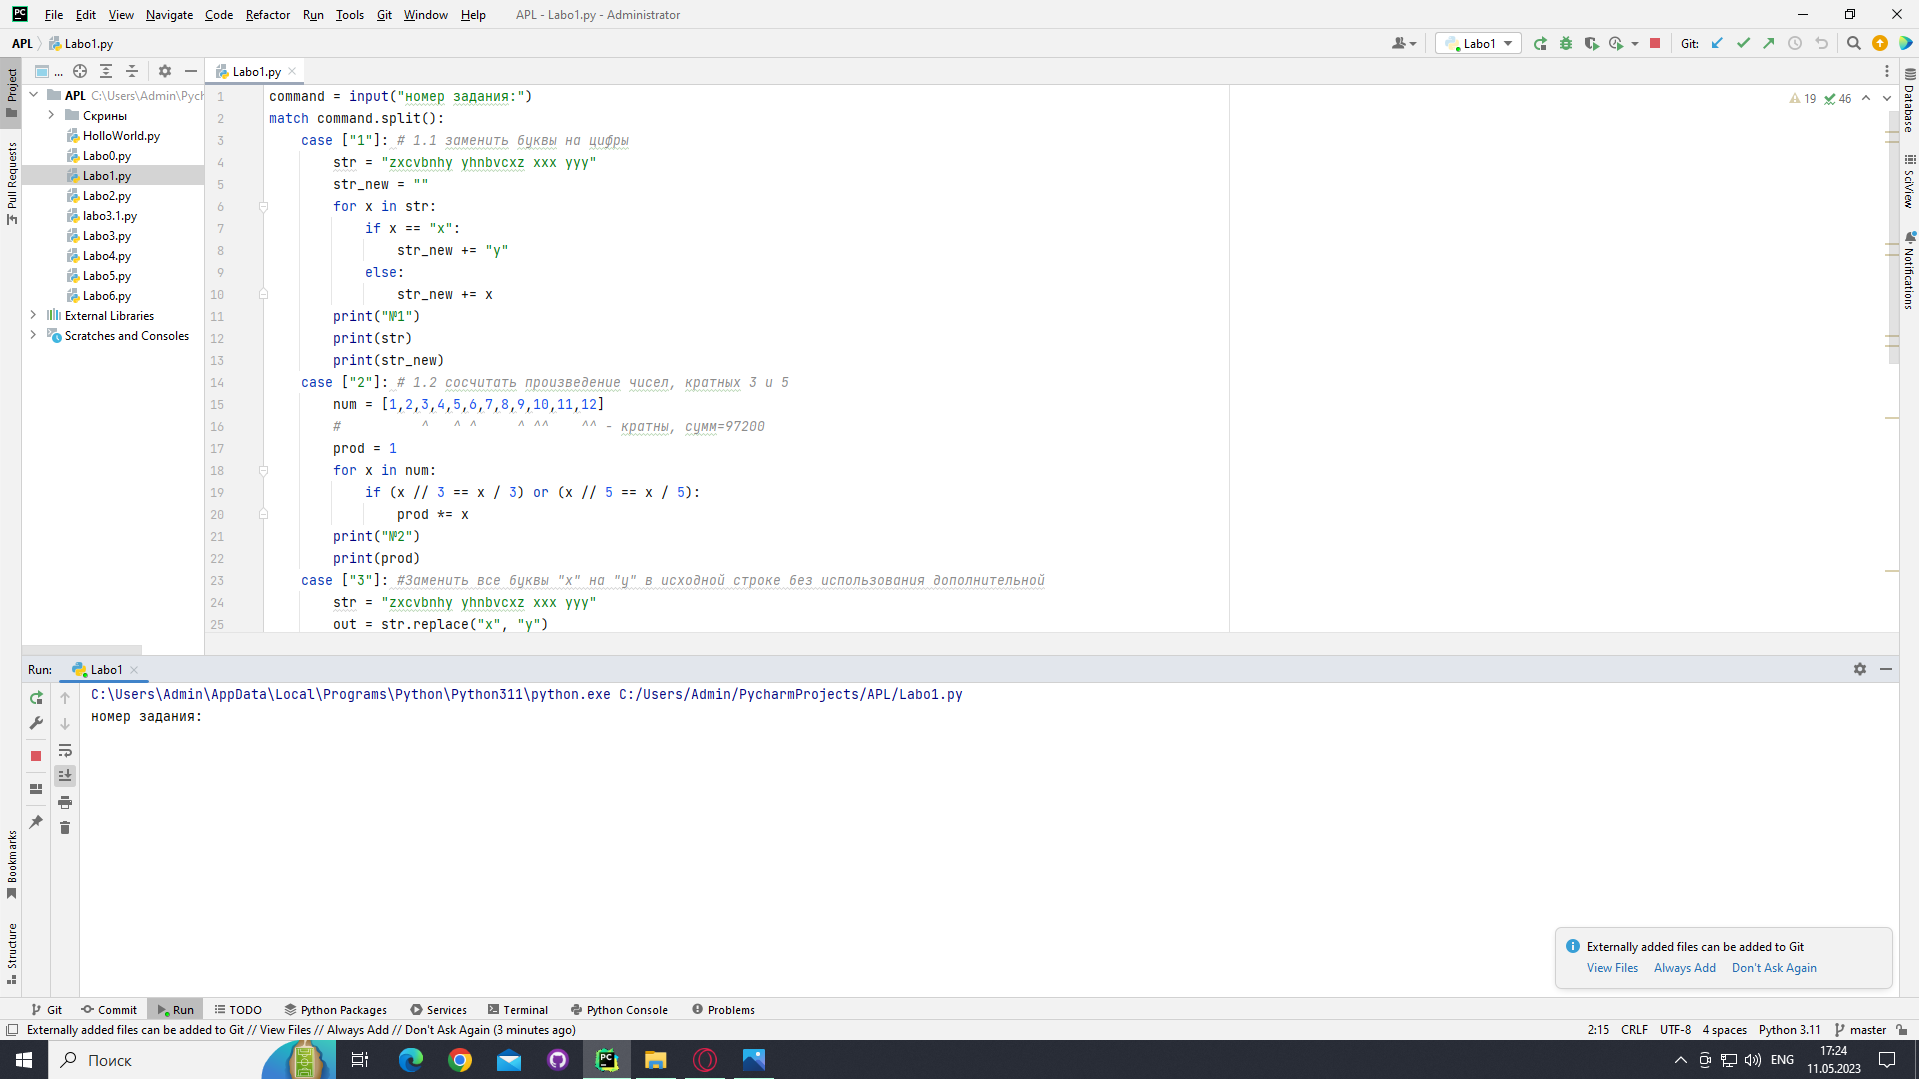 File Edit View Navigate Code Refactor Run Tools Git Window Help APL - Labo1.py - Administrator
APL Labo1.py Labo1 Git:
... Labo1.py
Project
Pull Requests
Bookmarks
Structure
APL C:\Users\Admin\Pych
Скрины
HolloWorld.py
Labo0.py
Labo1.py
Labo2.py
labo3.1.py
Labo3.py
Labo4.py
Labo5.py
Labo6.py
External Libraries
Scratches and Consoles
19 46
1 command = input("номер задания:")
2 match command.split():
3 case ["1"]: # 1.1 заменить буквы на цифры
4 str = "zxcvbnhy yhnbvcxz xxx yyy"
5 str_new = ""
6 for x in str:
7 if x == "x":
8 str_new += "y"
9 else:
10 str_new += x
11 print("№1")
12 print(str)
13 print(str_new)
14 case ["2"]: # 1.2 сосчитать произведение чисел, кратных 3 и 5
15 num = [1,2,3,4,5,6,7,8,9,10,11,12]
16 # ^ ^ ^ ^ ^^ ^^ - кратны, сумм=97200
17 prod = 1
18 for x in num:
19 if (x // 3 == x / 3) or (x // 5 == x / 5):
20 prod *= x
21 print("№2")
22 print(prod)
23 case ["3"]: #Заменить все буквы "x" на "y" в исходной строке без использования дополнительной
24 str = "zxcvbnhy yhnbvcxz xxx yyy"
25 out = str.replace("x", "y")
Database
SciView
Notifications
Run: Labo1
C:\Users\Admin\AppData\Local\Programs\Python\Python311\python.exe C:/Users/Admin/PycharmProjects/APL/Labo1.py
номер задания:
Externally added files can be added to Git
View Files Always Add Don't Ask Again
Git Commit Run TODO Python Packages Services Terminal Python Console Problems
Externally added files can be added to Git // View Files // Always Add // Don't Ask Again (3 minutes ago) 2:15 CRLF UTF-8 4 spaces Python 3.11 master
Поиск ENG 17:24
11.05.2023